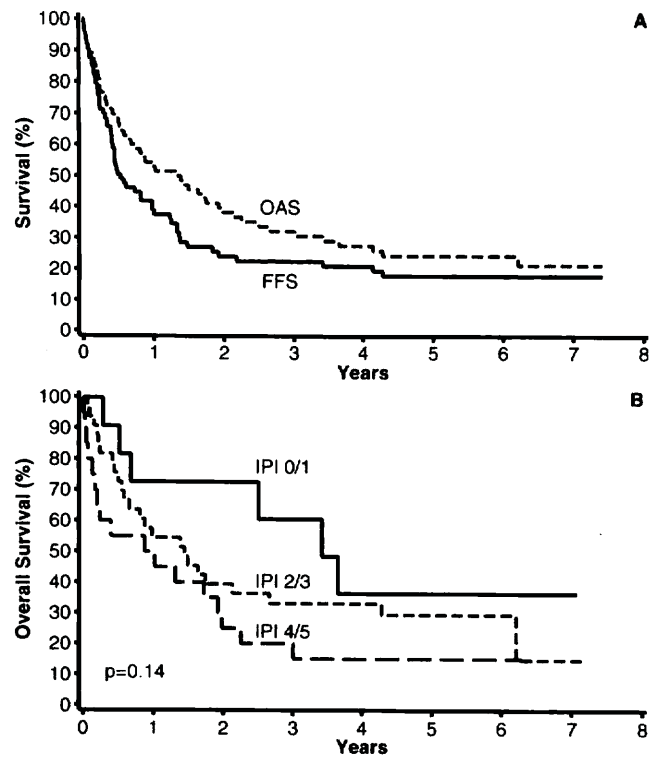 A
Survival (%)
100
90
80
70
60
50
40
30
20
10
0
OAS
FFS
0 1 2 3 4 5 6 7 8
Years
B
Overall Survival (%)
100
90
80
70
60
50
40
30
20
10
0
IPI 0/1
IPI 2/3
IPI 4/5
p=0.14
0 1 2 3 4 5 6 7 8
Years